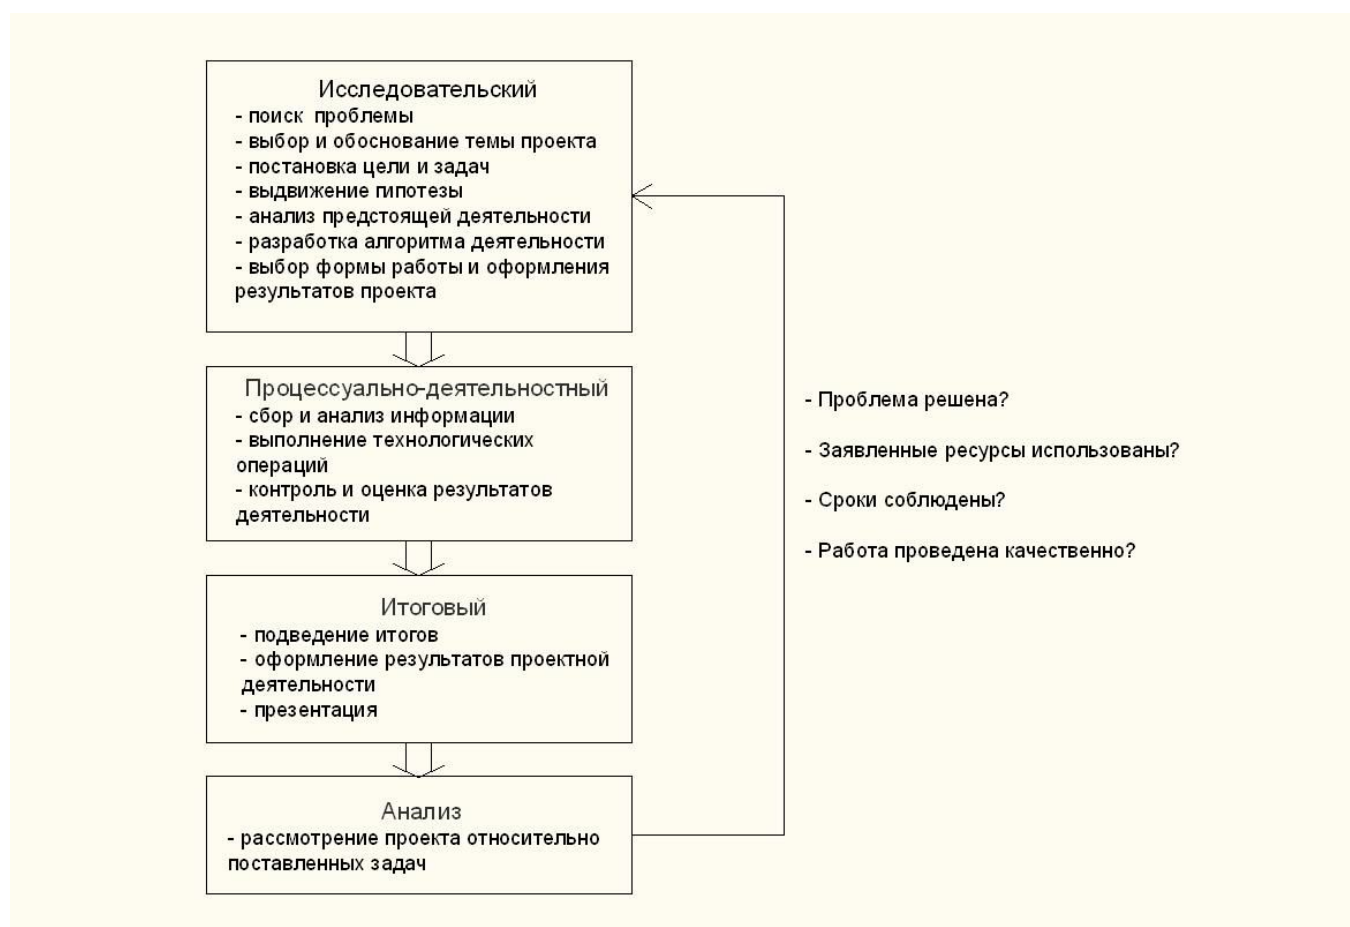 Исследовательский
- поиск проблемы
- выбор и обоснование темы проекта
- постановка цели и задач
- выдвижение гипотезы
- анализ предстоящей деятельности
- разработка алгоритма деятельности
- выбор формы работы и оформления
результатов проекта
Процессуально-деятельностный
- сбор и анализ информации
- выполнение технологических
операций
- контроль и оценка результатов
деятельности
Итоговый
- подведение итогов
- оформление результатов проектной
деятельности
- презентация
Анализ
- рассмотрение проекта относительно
поставленных задач
- Проблема решена?
- Заявленные ресурсы использованы?
- Сроки соблюдены?
- Работа проведена качественно?